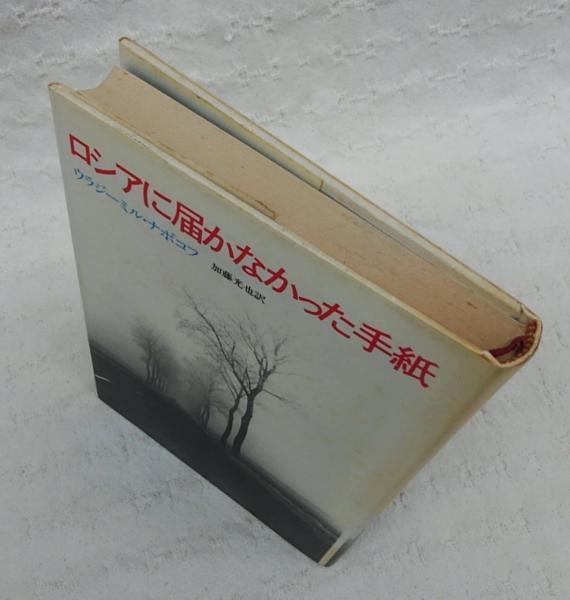 ロシアに届かなかった手紙
ウラジーミル・ナボコフ
加藤光也訳